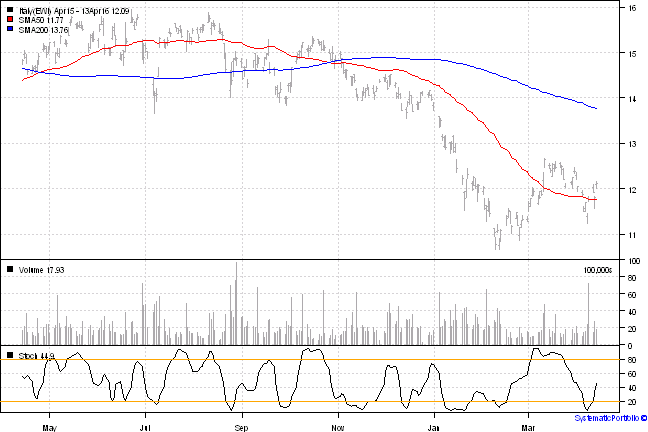 Italy(EWI) Apr15 - 13Apr16 12.09
SMA50 11.77
SMA200 13.76
16
15
14
13
12
11
Volume 17.93
100,000s
100
80
60
40
20
0
Stoch 44.9
80
60
40
20
May Jul Sep Nov Jan Mar
SystematicPortfolio ©